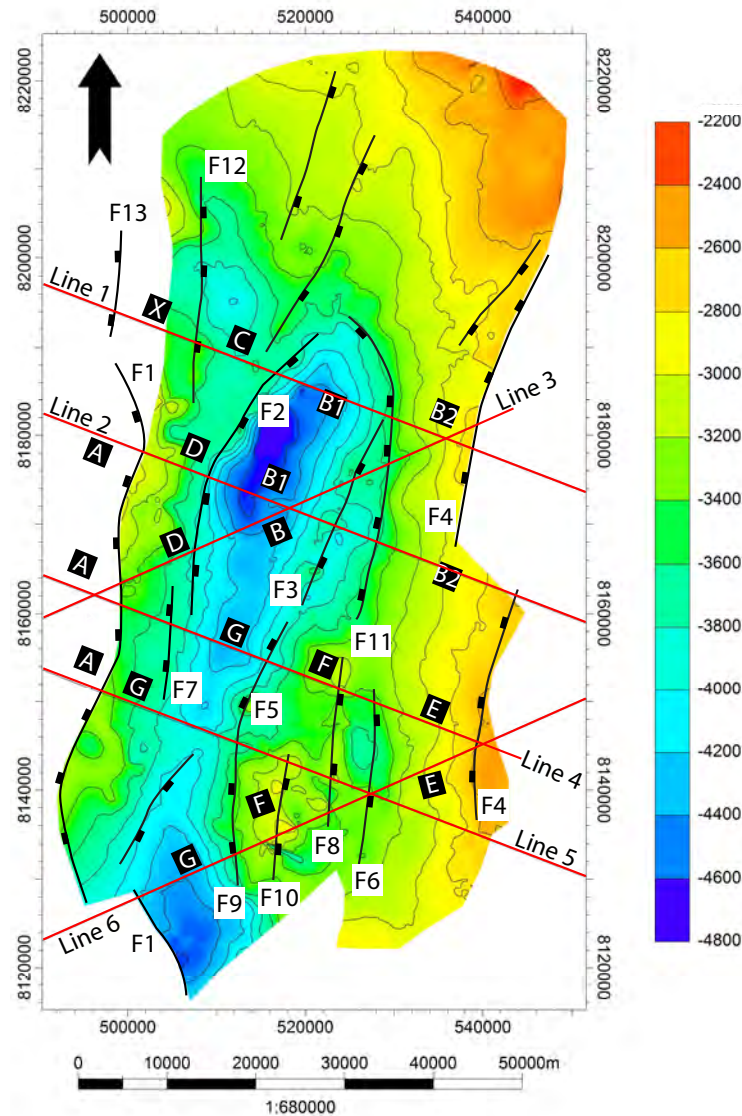 500000 520000 540000
8220000
8220000
-2200
F12
-2400
F13
8200000
8200000
-2600
Line 1
X
C
-2800
F1
Line 3
-3000
B1
B2
Line 2
F2
8180000
8180000
-3200
A
D
B1
-3400
F4
B
D
-3600
A
F3
B2
8160000
8160000
-3800
G
F11
A
F
-4000
G
F7
F5
E
-4200
Line 4
8140000
E
8140000
F
F4
-4400
F8
Line 5
G
F6
-4600
F9
F10
Line 6
F1
-4800
8120000
8120000
500000 520000 540000
0 10000 20000 30000 40000 50000m
1:680000